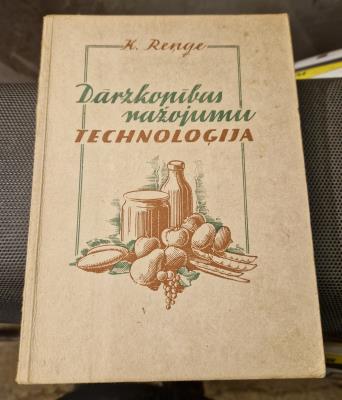 K. Renge
Dārzkopības
ražojumu
TECHNOLOĢIJA